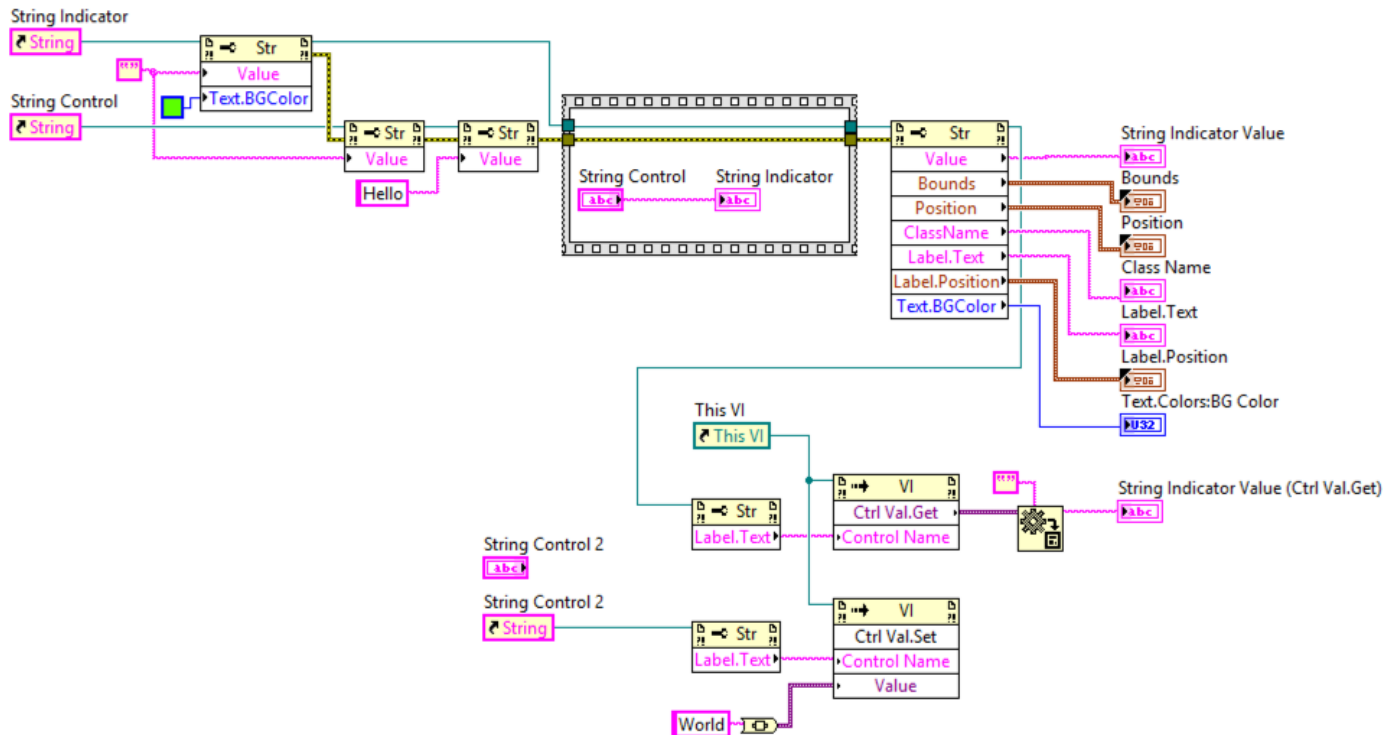 String Indicator
String
Str
Value
Text.BGColor
""
String Control
String
Str
Value
Str
Value
Hello
String Control
abc
String Indicator
abc
Str
Value
Bounds
Position
ClassName
Label.Text
Label.Position
Text.BGColor
String Indicator Value
abc
Bounds
Position
Class Name
abc
Label.Text
abc
Label.Position
Text.Colors:BG Color
U32
This VI
This VI
VI
Ctrl Val.Get
Control Name
""
String Indicator Value (Ctrl Val.Get)
abc
Str
Label.Text
String Control 2
abc
String Control 2
String
Str
Label.Text
VI
Ctrl Val.Set
Control Name
Value
World